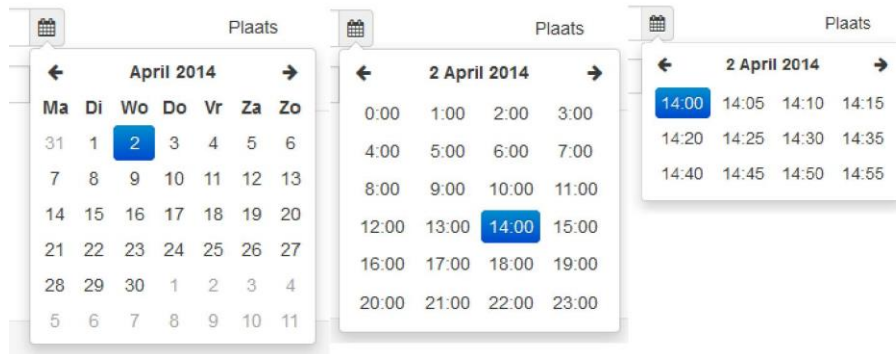 Plaats
April 2014
Ma Di Wo Do Vr Za Zo
31 1 2 3 4 5 6
7 8 9 10 11 12 13
14 15 16 17 18 19 20
21 22 23 24 25 26 27
28 29 30 1 2 3 4
5 6 7 8 9 10 11
Plaats
2 April 2014
0:00 1:00 2:00 3:00
4:00 5:00 6:00 7:00
8:00 9:00 10:00 11:00
12:00 13:00 14:00 15:00
16:00 17:00 18:00 19:00
20:00 21:00 22:00 23:00
Plaats
2 April 2014
14:00 14:05 14:10 14:15
14:20 14:25 14:30 14:35
14:40 14:45 14:50 14:55